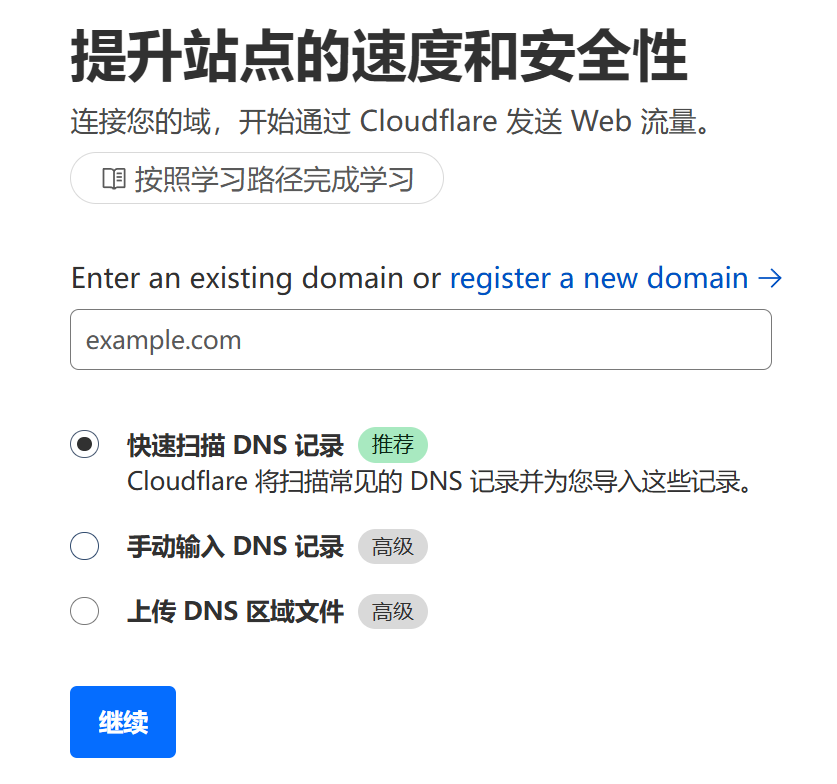 提升站点的速度和安全性
连接您的域，开始通过 Cloudflare 发送 Web 流量。
按照学习路径完成学习
Enter an existing domain or register a new domain →
example.com
快速扫描 DNS 记录 推荐
Cloudflare 将扫描常见的 DNS 记录并为您导入这些记录。
手动输入 DNS 记录 高级
上传 DNS 区域文件 高级
继续